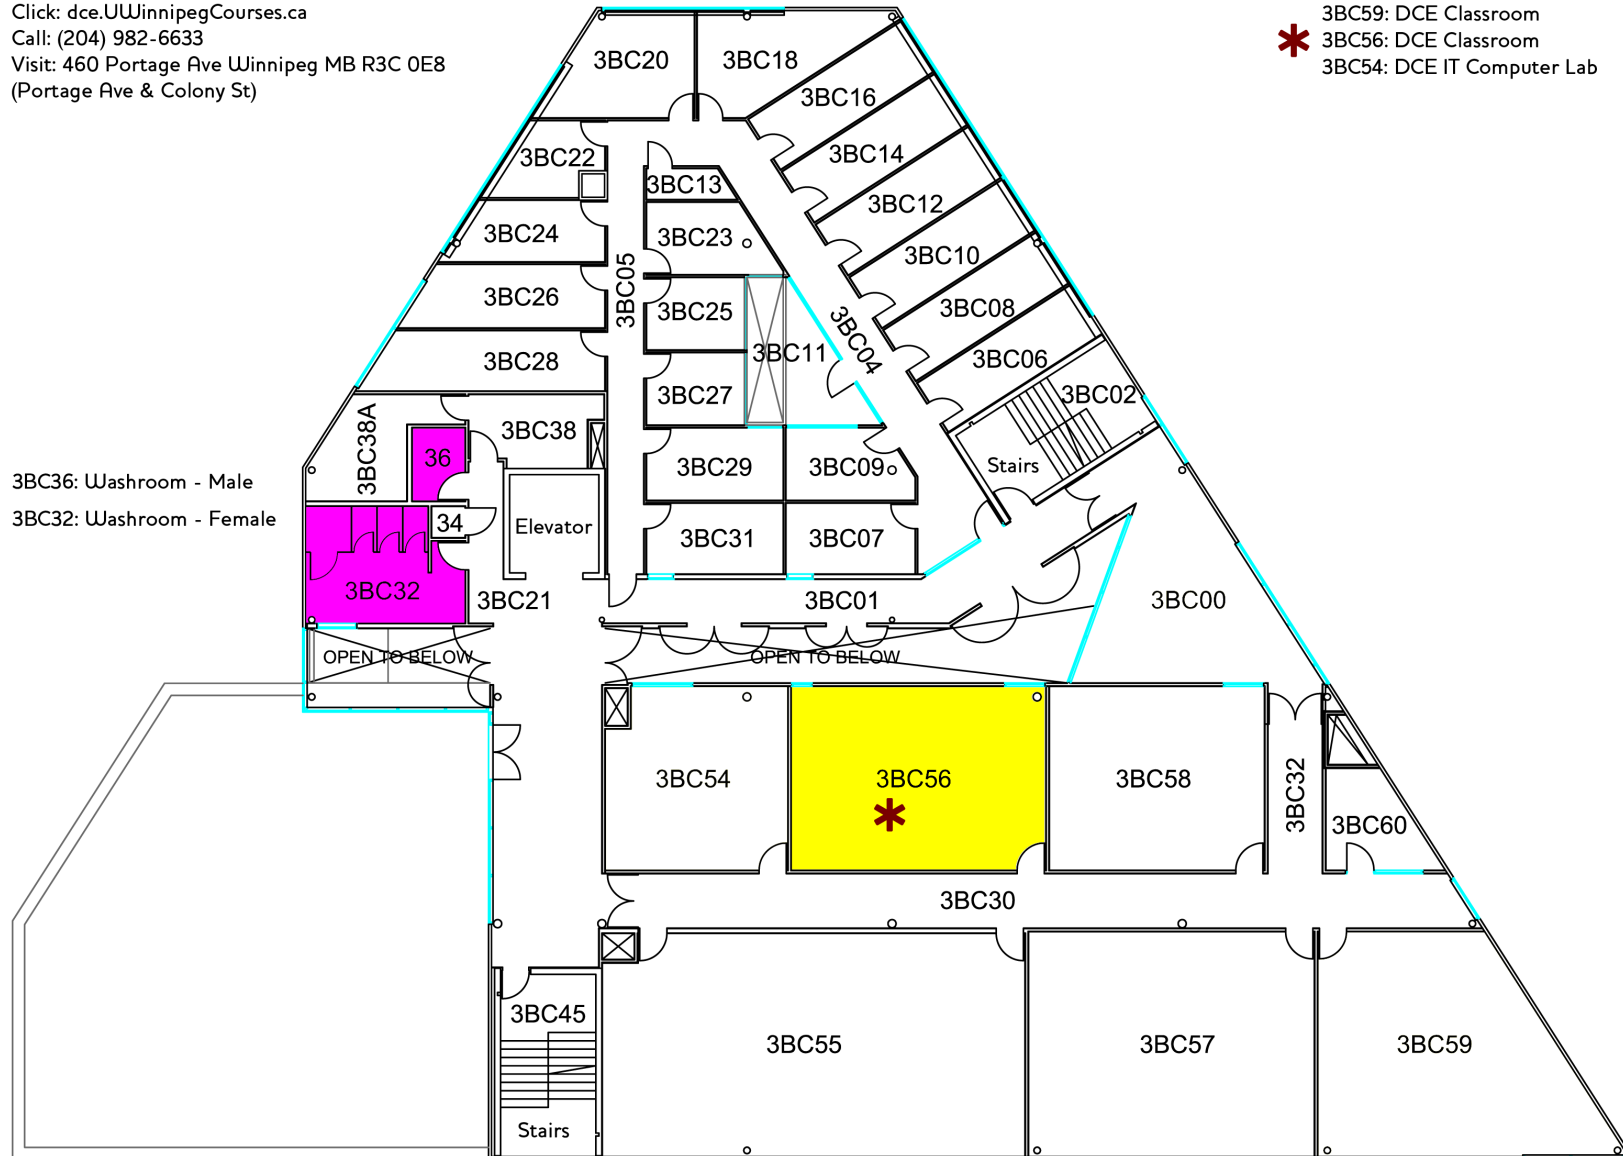 Click: dce.UWinnipegCourses.ca
Call: (204) 982-6633
Visit: 460 Portage Ave Winnipeg MB R3C 0E8
(Portage Ave & Colony St)
3BC59: DCE Classroom
* 3BC56: DCE Classroom
3BC54: DCE IT Computer Lab
3BC20
3BC18
3BC16
3BC22
3BC14
3BC13
3BC12
3BC24
3BC23
3BC10
3BC05
3BC26
3BC25
3BC08
3BC04
3BC11
3BC28
3BC06
3BC27
3BC02
3BC38A
3BC38
36
3BC29
3BC09
Stairs
3BC36: Washroom - Male
3BC32: Washroom - Female
34
Elevator
3BC31
3BC07
3BC32
3BC21
3BC01
3BC00
OPEN TO BELOW
OPEN TO BELOW
3BC54
3BC56
*
3BC58
3BC32
3BC60
3BC30
3BC45
3BC55
3BC57
3BC59
Stairs